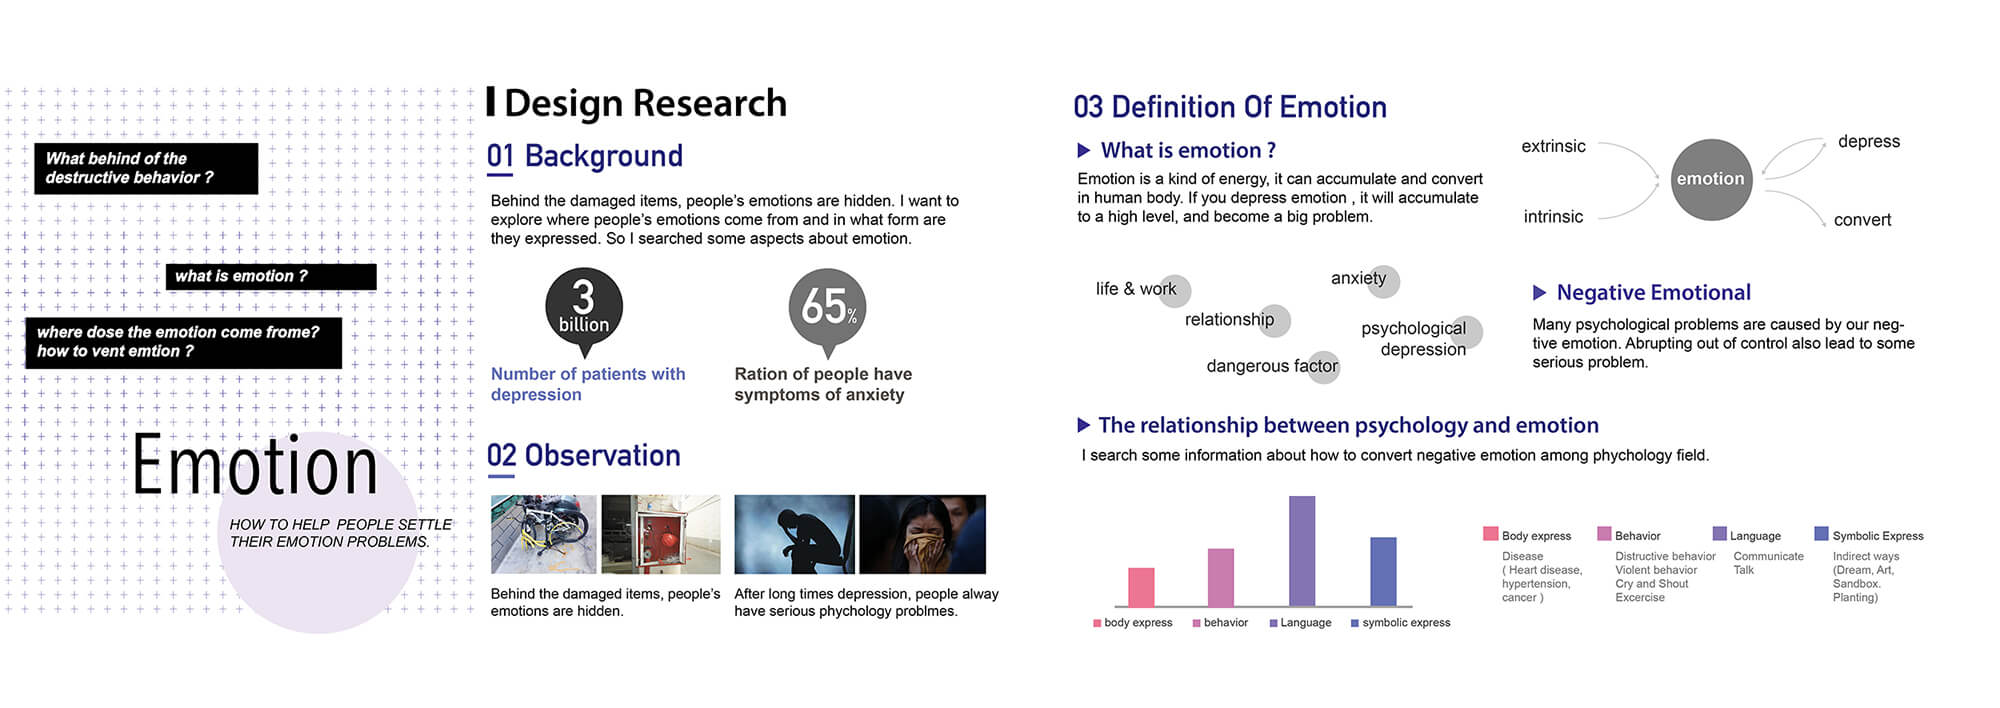 What behind of the
destructive behavior ?
what is emotion ?
where dose the emotion come frome?
how to vent emtion ?
Emotion
HOW TO HELP PEOPLE SETTLE
THEIR EMOTION PROBLEMS.
Design Research
01 Background
Behind the damaged items, people's emotions are hidden. I want to
explore where people's emotions come from and in what form are
they expressed. So I searched some aspects about emotion.
3
billion
Number of patients with
depression
65%
Ration of people have
symptoms of anxiety
02 Observation
Behind the damaged items, people's
emotions are hidden.
After long times depression, people alway
have serious phychology problmes.
03 Definition Of Emotion
What is emotion ?
Emotion is a kind of energy, it can accumulate and convert
in human body. If you depress emotion , it will accumulate
to a high level, and become a big problem.
extrinsic
intrinsic
emotion
depress
convert
life & work
relationship
dangerous factor
anxiety
psychological
depression
Negative Emotional
Many psychological problems are caused by our neg-
tive emotion. Abrupting out of control also lead to some
serious problem.
The relationship between psychology and emotion
I search some information about how to convert negative emotion among phychology field.
body express
behavior
Language
symbolic express
Body express
Disease
( Heart disease,
hypertension,
cancer )
Behavior
Distructive behavior
Violent behavior
Cry and Shout
Excercise
Language
Communicate
Talk
Symbolic Express
Indirect ways
(Dream, Art,
Sandbox.
Planting)